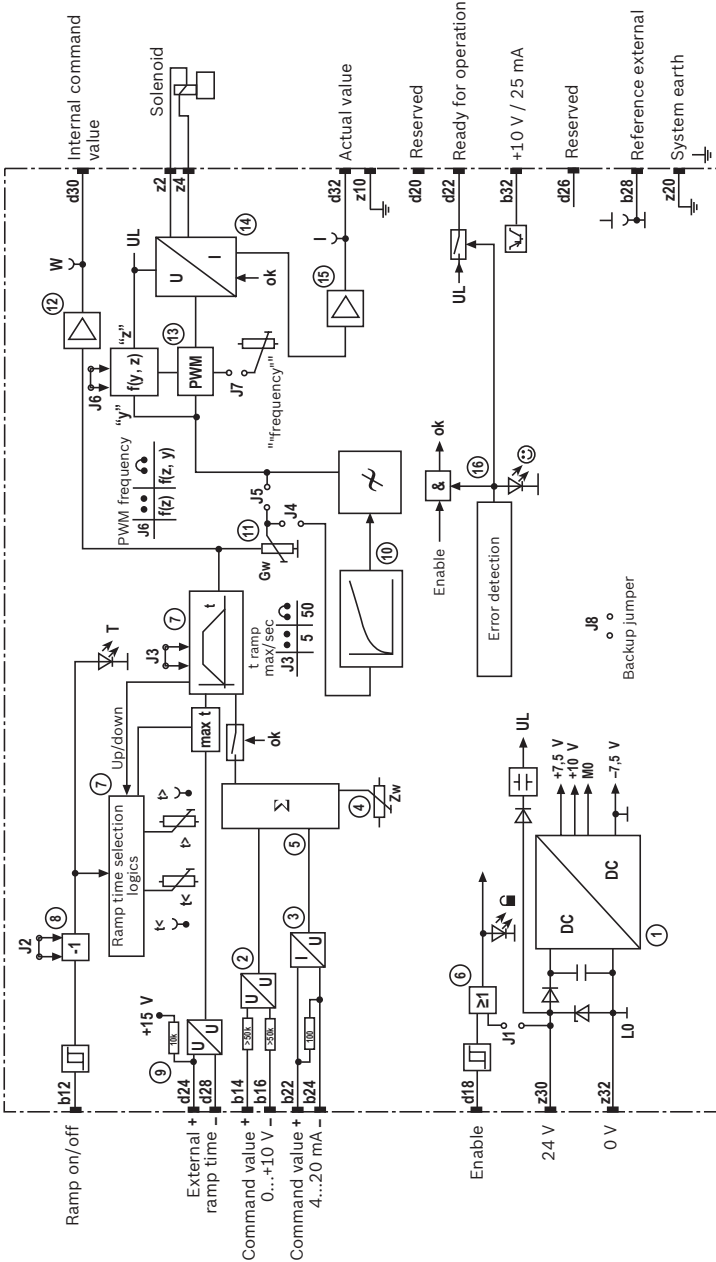 Ramp on/off
b12
J2
-1
8
T
Ramp time selection
logics
7
Up/down
t<
t<
t>
t>
External +
ramp time –
d24
d28
9
+15 V
10k
U
U
max t
J3
7
t
t ramp
max/sec
J3
5
50
Command value +
0...+10 V –
b14
b16
>50k
>50k
2
U
U
Command value +
4...20 mA –
b22
b24
100
3
I
U
5
Σ
4
Zw
ok
Gw
11
J5
J4
10
PWM frequency
J6
f(z)
f(z, y)
12
W
d30
Internal command
value
J6
"y"
f(y, z)
"z"
UL
13
PWM
J7
""frequency""
14
U
I
ok
z2
z4
Solenoid
15
I
d32
Actual value
z10
d20
Reserved
UL
d22
Ready for operation
b32
+10 V / 25 mA
d26
Reserved
b28
Reference external
z20
System earth
Enable
&
ok
16
Error detection
J8
Backup jumper
Enable
d18
6
≥1
J1
24 V
z30
0 V
z32
L0
DC
DC
1
UL
+7,5 V
+10 V
M0
–7,5 V